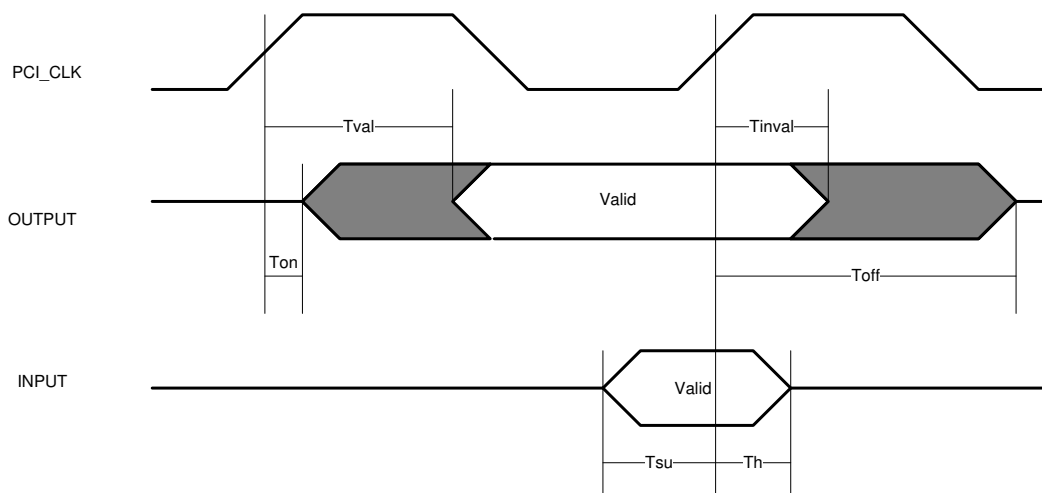 PCI_CLK
Tval
Tinval
OUTPUT
Valid
Ton
Toff
INPUT
Valid
Tsu
Th